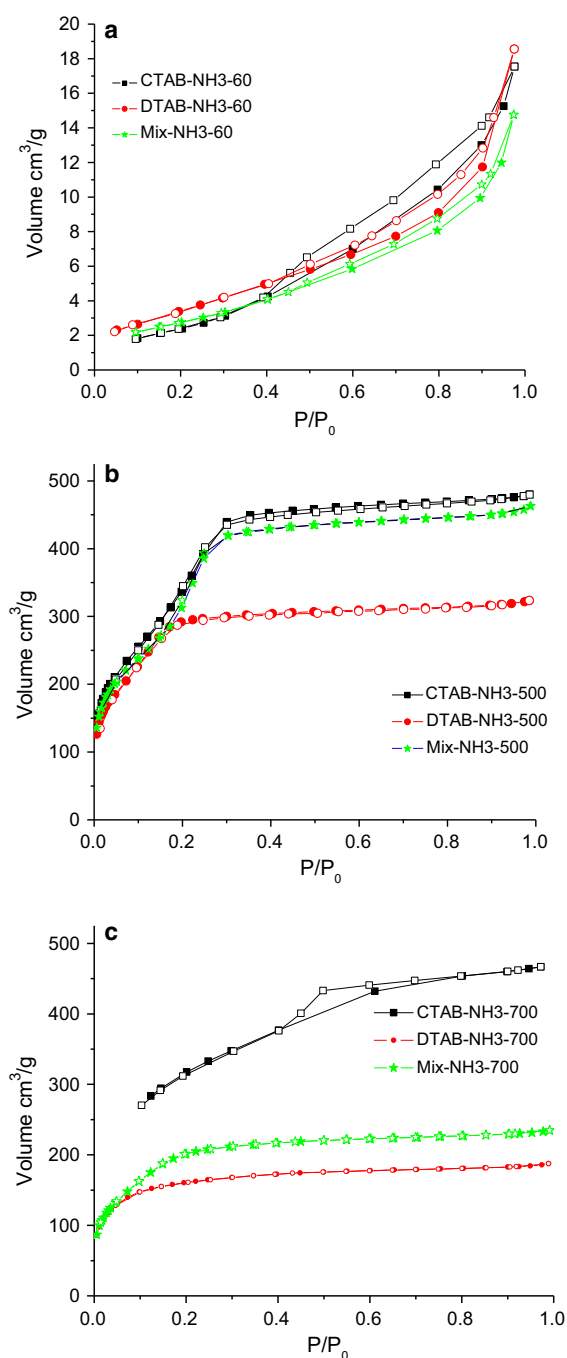 a
20
18
16
14
12
10
8
6
4
2
0
Volume cm³/g
CTAB-NH3-60
DTAB-NH3-60
Mix-NH3-60
0.0 0.2 0.4 0.6 0.8 1.0
P/P₀
b
500
400
300
200
100
0
Volume cm³/g
CTAB-NH3-500
DTAB-NH3-500
Mix-NH3-500
0.0 0.2 0.4 0.6 0.8 1.0
P/P₀
c
500
400
300
200
100
0
Volume cm³/g
CTAB-NH3-700
DTAB-NH3-700
Mix-NH3-700
0.0 0.2 0.4 0.6 0.8 1.0
P/P₀